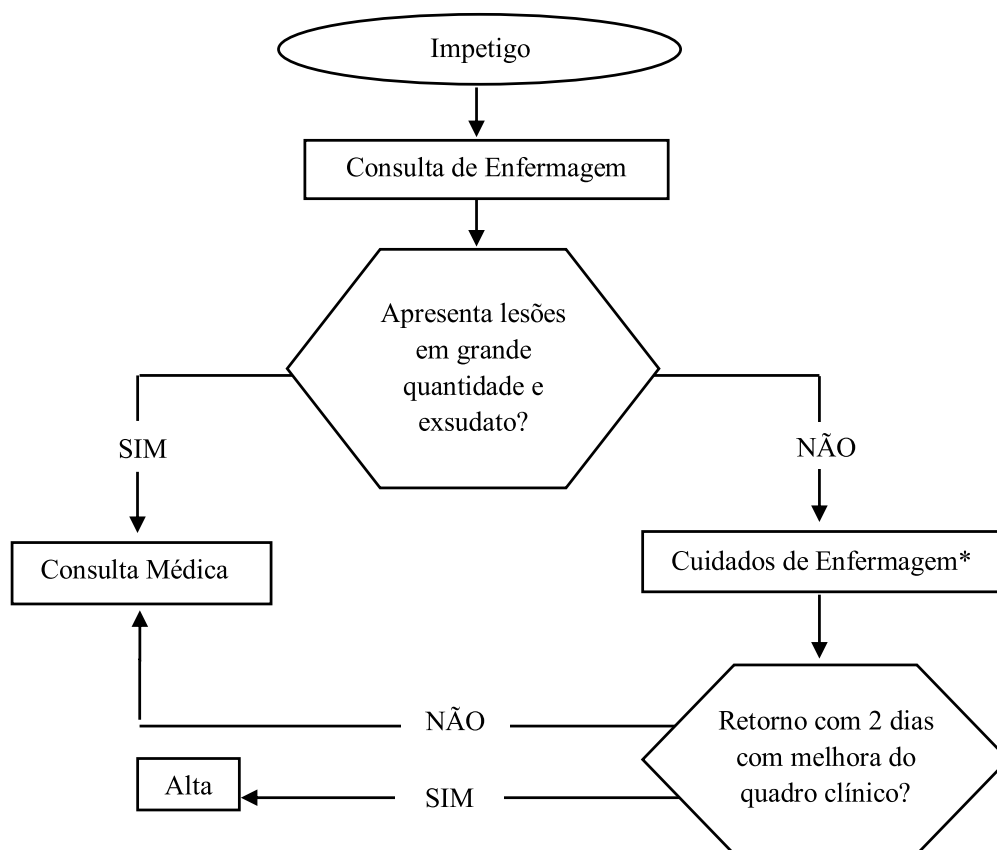 Impetigo
Consulta de Enfermagem
Apresenta lesões
em grande
quantidade e
exsudato?
SIM
NÃO
Consulta Médica
Cuidados de Enfermagem*
NÃO
Retorno com 2 dias
com melhora do
quadro clínico?
Alta
SIM